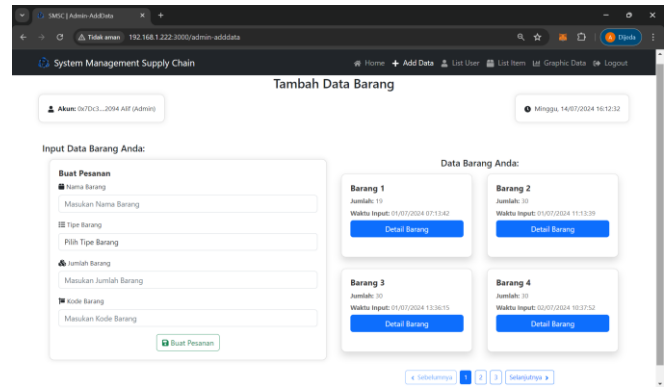 SMSC | Admin-AddData
Tidak aman 192.168.1.222:3000/admin-adddata
Dijeda
System Management Supply Chain
Home Add Data List User List Item Graphic Data Logout
Tambah Data Barang
Akun: 0x7Dc3...2094 Alif (Admin)
Minggu, 14/07/2024 16:12:32
Input Data Barang Anda:
Buat Pesanan
Nama Barang
Masukan Nama Barang
Tipe Barang
Pilih Tipe Barang
Jumlah Barang
Masukan Jumlah Barang
Kode Barang
Masukan Kode Barang
Buat Pesanan
Data Barang Anda:
Barang 1
Jumlah: 19
Waktu Input: 01/07/2024 07:13:42
Detail Barang
Barang 2
Jumlah: 30
Waktu Input: 01/07/2024 11:13:39
Detail Barang
Barang 3
Jumlah: 30
Waktu Input: 01/07/2024 13:36:15
Detail Barang
Barang 4
Jumlah: 30
Waktu Input: 02/07/2024 10:37:52
Detail Barang
« Sebelumnya 1 2 3 Selanjutnya »